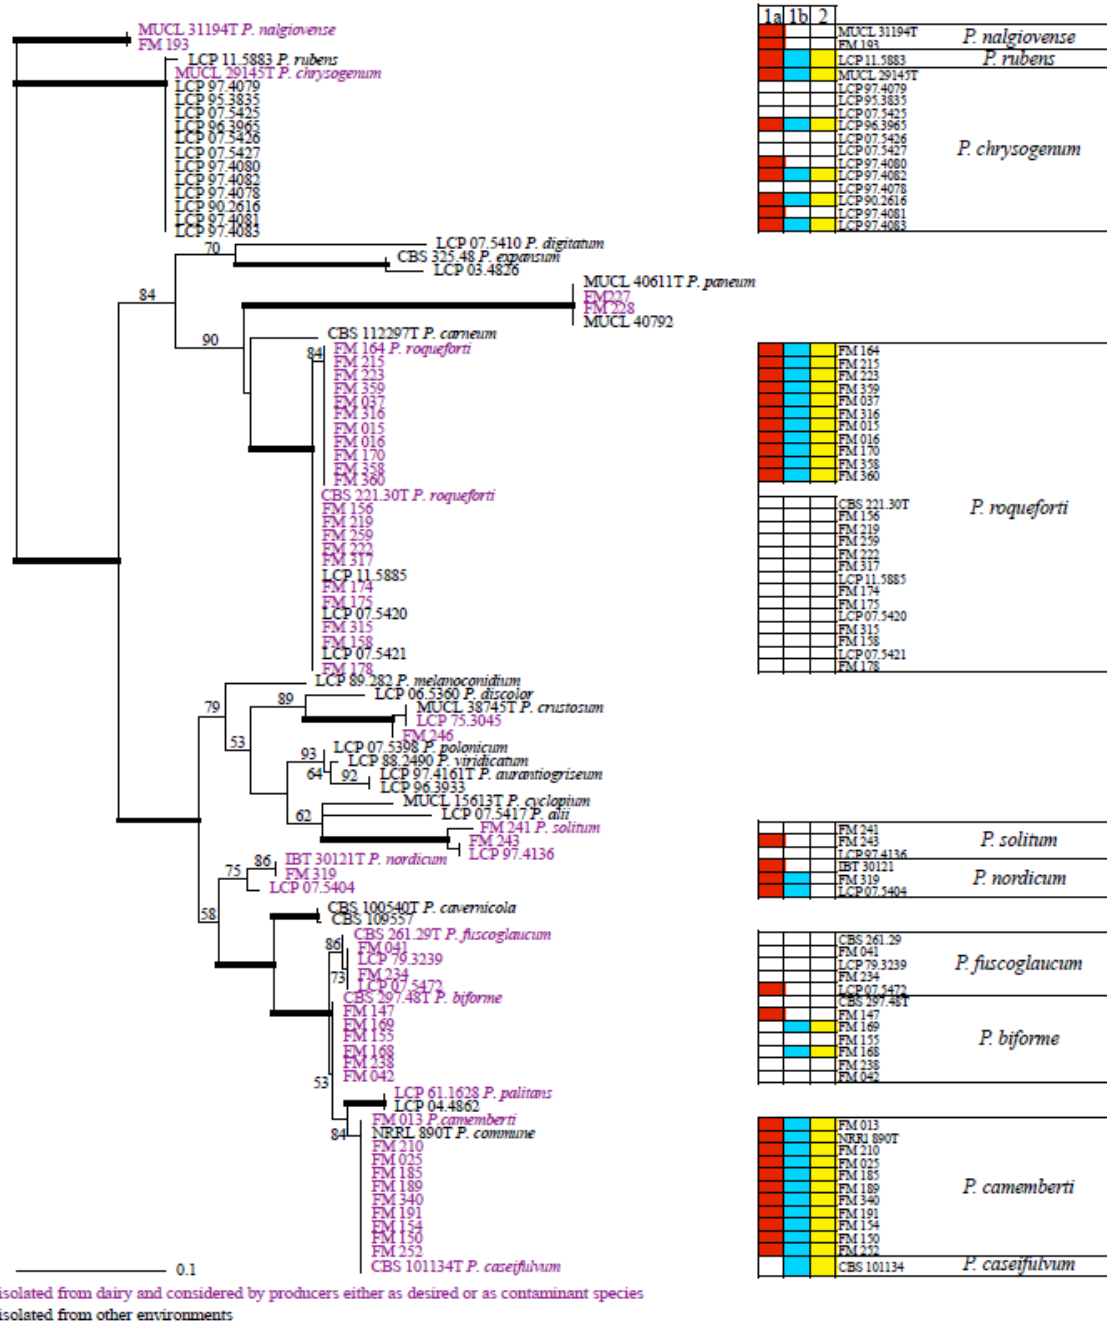 MUCL 31194T P. nalgiovense
FM 193
LCP 11.5883 P. rubens
MUCL 29145T P. chrysogenum
LCP 97.4079
LCP 95.3835
LCP 07.5425
LCP 96.3965
LCP 07.5426
LCP 07.5427
LCP 97.4080
LCP 97.4082
LCP 97.4078
LCP 90.2616
LCP 97.4081
LCP 97.4083
70
LCP 07.5410 P. digitatum
CBS 325.48 P. expansum
LCP 03.4826
84
MUCL 40611T P. paneum
FM227
FM 228
MUCL 40792
90
CBS 112297T P. carneum
84
FM 164 P. roqueforti
FM 215
FM 223
FM 359
FM 037
FM 316
FM 015
FM 016
FM 170
FM 358
FM 360
CBS 221.30T P. roqueforti
FM 156
FM 219
FM 259
FM 222
FM 317
LCP 11.5885
FM 174
FM 175
LCP 07.5420
FM 315
FM 158
LCP 07.5421
FM 178
LCP 89.282 P. melanoconidium
79
89
LCP 06.5360 P. discolor
MUCL 38745T P. crustosum
LCP 75.3045
FM 246
53
LCP 07.5398 P. polonicum
93
LCP 88.2490 P. viridicatum
64
92
LCP 97.4161T P. aurantiogriseum
LCP 96.3933
MUCL 15613T P. cyclopium
62
LCP 07.5417 P. alii
FM 241 P. solitum
FM 243
LCP 97.4136
86
IBT 30121T P. nordicum
75
FM 319
LCP 07.5404
58
CBS 100540T P. cavernicola
CBS 109557
CBS 261.29T P. fuscoglaucum
86
FM 041
LCP 79.3239
73
FM 234
LCP 07.5472
CBS 297.48T P. biforme
FM 147
FM 169
FM 155
FM 168
FM 238
FM 042
53
LCP 61.1628 P. palitans
LCP 04.4862
FM 013 P.camemberti
84
NRRL 890T P. commune
FM 210
FM 025
FM 185
FM 189
FM 340
FM 191
FM 154
FM 150
FM 252
CBS 101134T P. caseifulvum
0.1
isolated from dairy and considered by producers either as desired or as contaminant species
isolated from other environments
1a 1b 2
MUCL 31194T
FM 193
P. nalgiovense
LCP 11.5883
P. rubens
MUCL 29145T
LCP 97.4079
LCP 95.3835
LCP 07.5425
LCP 96.3965
LCP 07.5426
LCP 07.5427
LCP 97.4080
LCP 97.4082
LCP 97.4078
LCP 90.2616
LCP 97.4081
LCP 97.4083
P. chrysogenum
FM 164
FM 215
FM 223
FM 359
FM 037
FM 316
FM 015
FM 016
FM 170
FM 358
FM 360
CBS 221.30T
FM 156
FM 219
FM 259
FM 222
FM 317
LCP 11.5885
FM 174
FM 175
LCP 07.5420
FM 315
FM 158
LCP 07.5421
FM 178
P. roqueforti
FM 241
FM 243
LCP 97.4136
P. solitum
IBT 30121
FM 319
LCP 07.5404
P. nordicum
CBS 261.29
FM 041
LCP 79.3239
FM 234
LCP 07.5472
P. fuscoglaucum
CBS 297.48T
FM 147
FM 169
FM 155
FM 168
FM 238
FM 042
P. biforme
FM 013
NRRl 890T
FM 210
FM 025
FM 185
FM 189
FM 340
FM 191
FM 154
FM 150
FM 252
P. camemberti
CBS 101134
P. caseifulvum